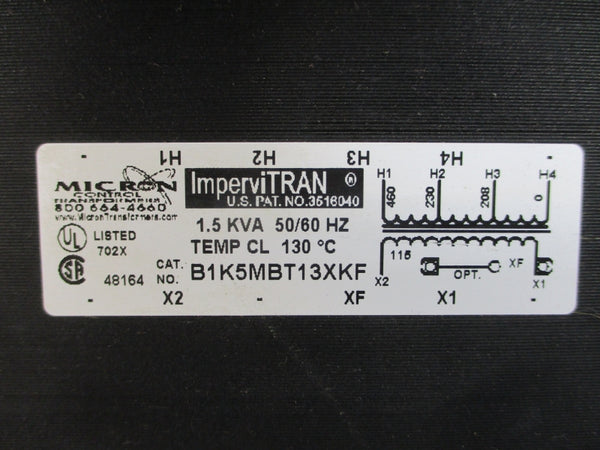 - H1 H2 H3 H4 -
MICRON
CONTROL
TRANSFORMERS
800 664-4660
www.MicronTransformers.com
UL LISTED
702X
SA 48164
ImperviTRAN ®
U.S. PAT. NO.3516040
1.5 KVA 50/60 HZ
TEMP CL 130 °C
CAT. NO. B1K5MBT13XKF
H1 H2 H3 H4
460 230 208 0
115
X2 OPT. XF X1
- X2 XF X1 -